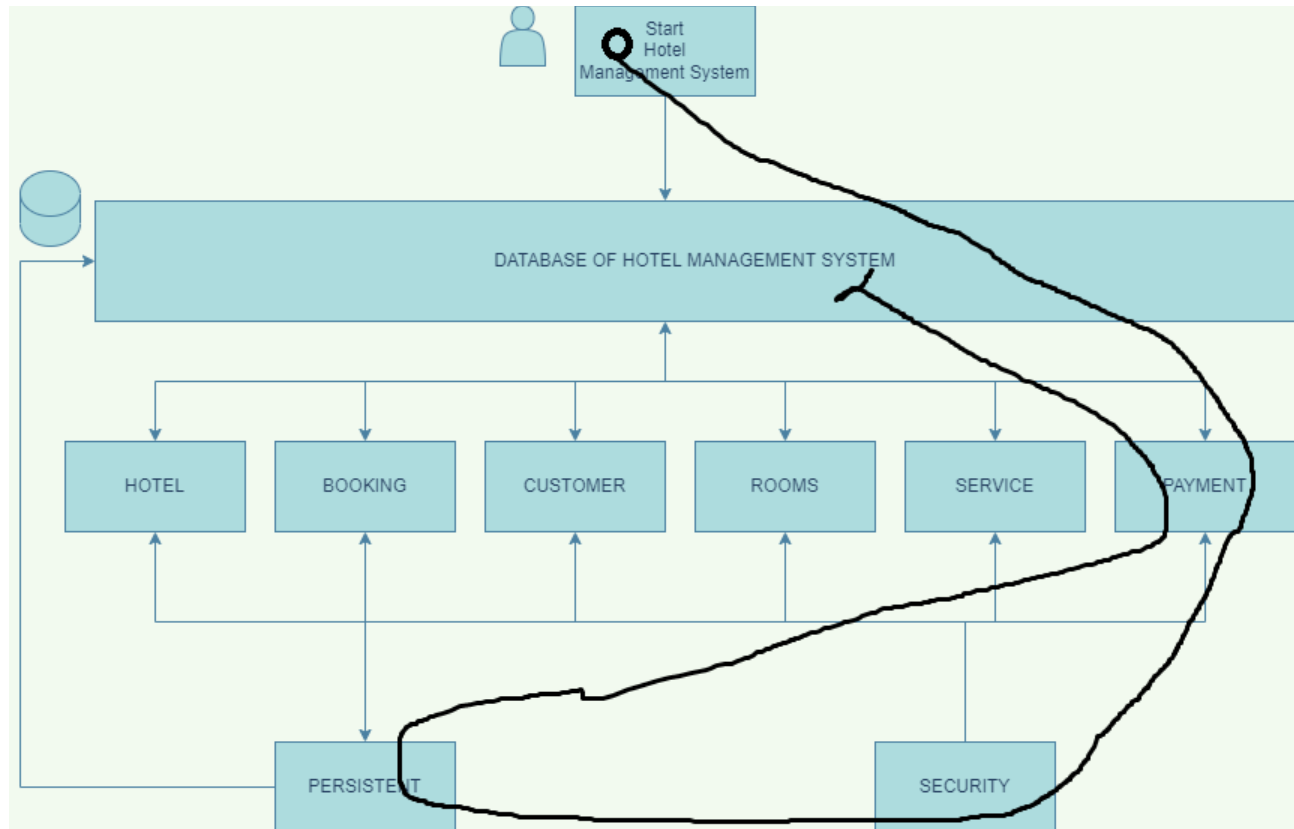 Start
Hotel
Management System
DATABASE OF HOTEL MANAGEMENT SYSTEM
HOTEL
BOOKING
CUSTOMER
ROOMS
SERVICE
PAYMENT
PERSISTENT
SECURITY